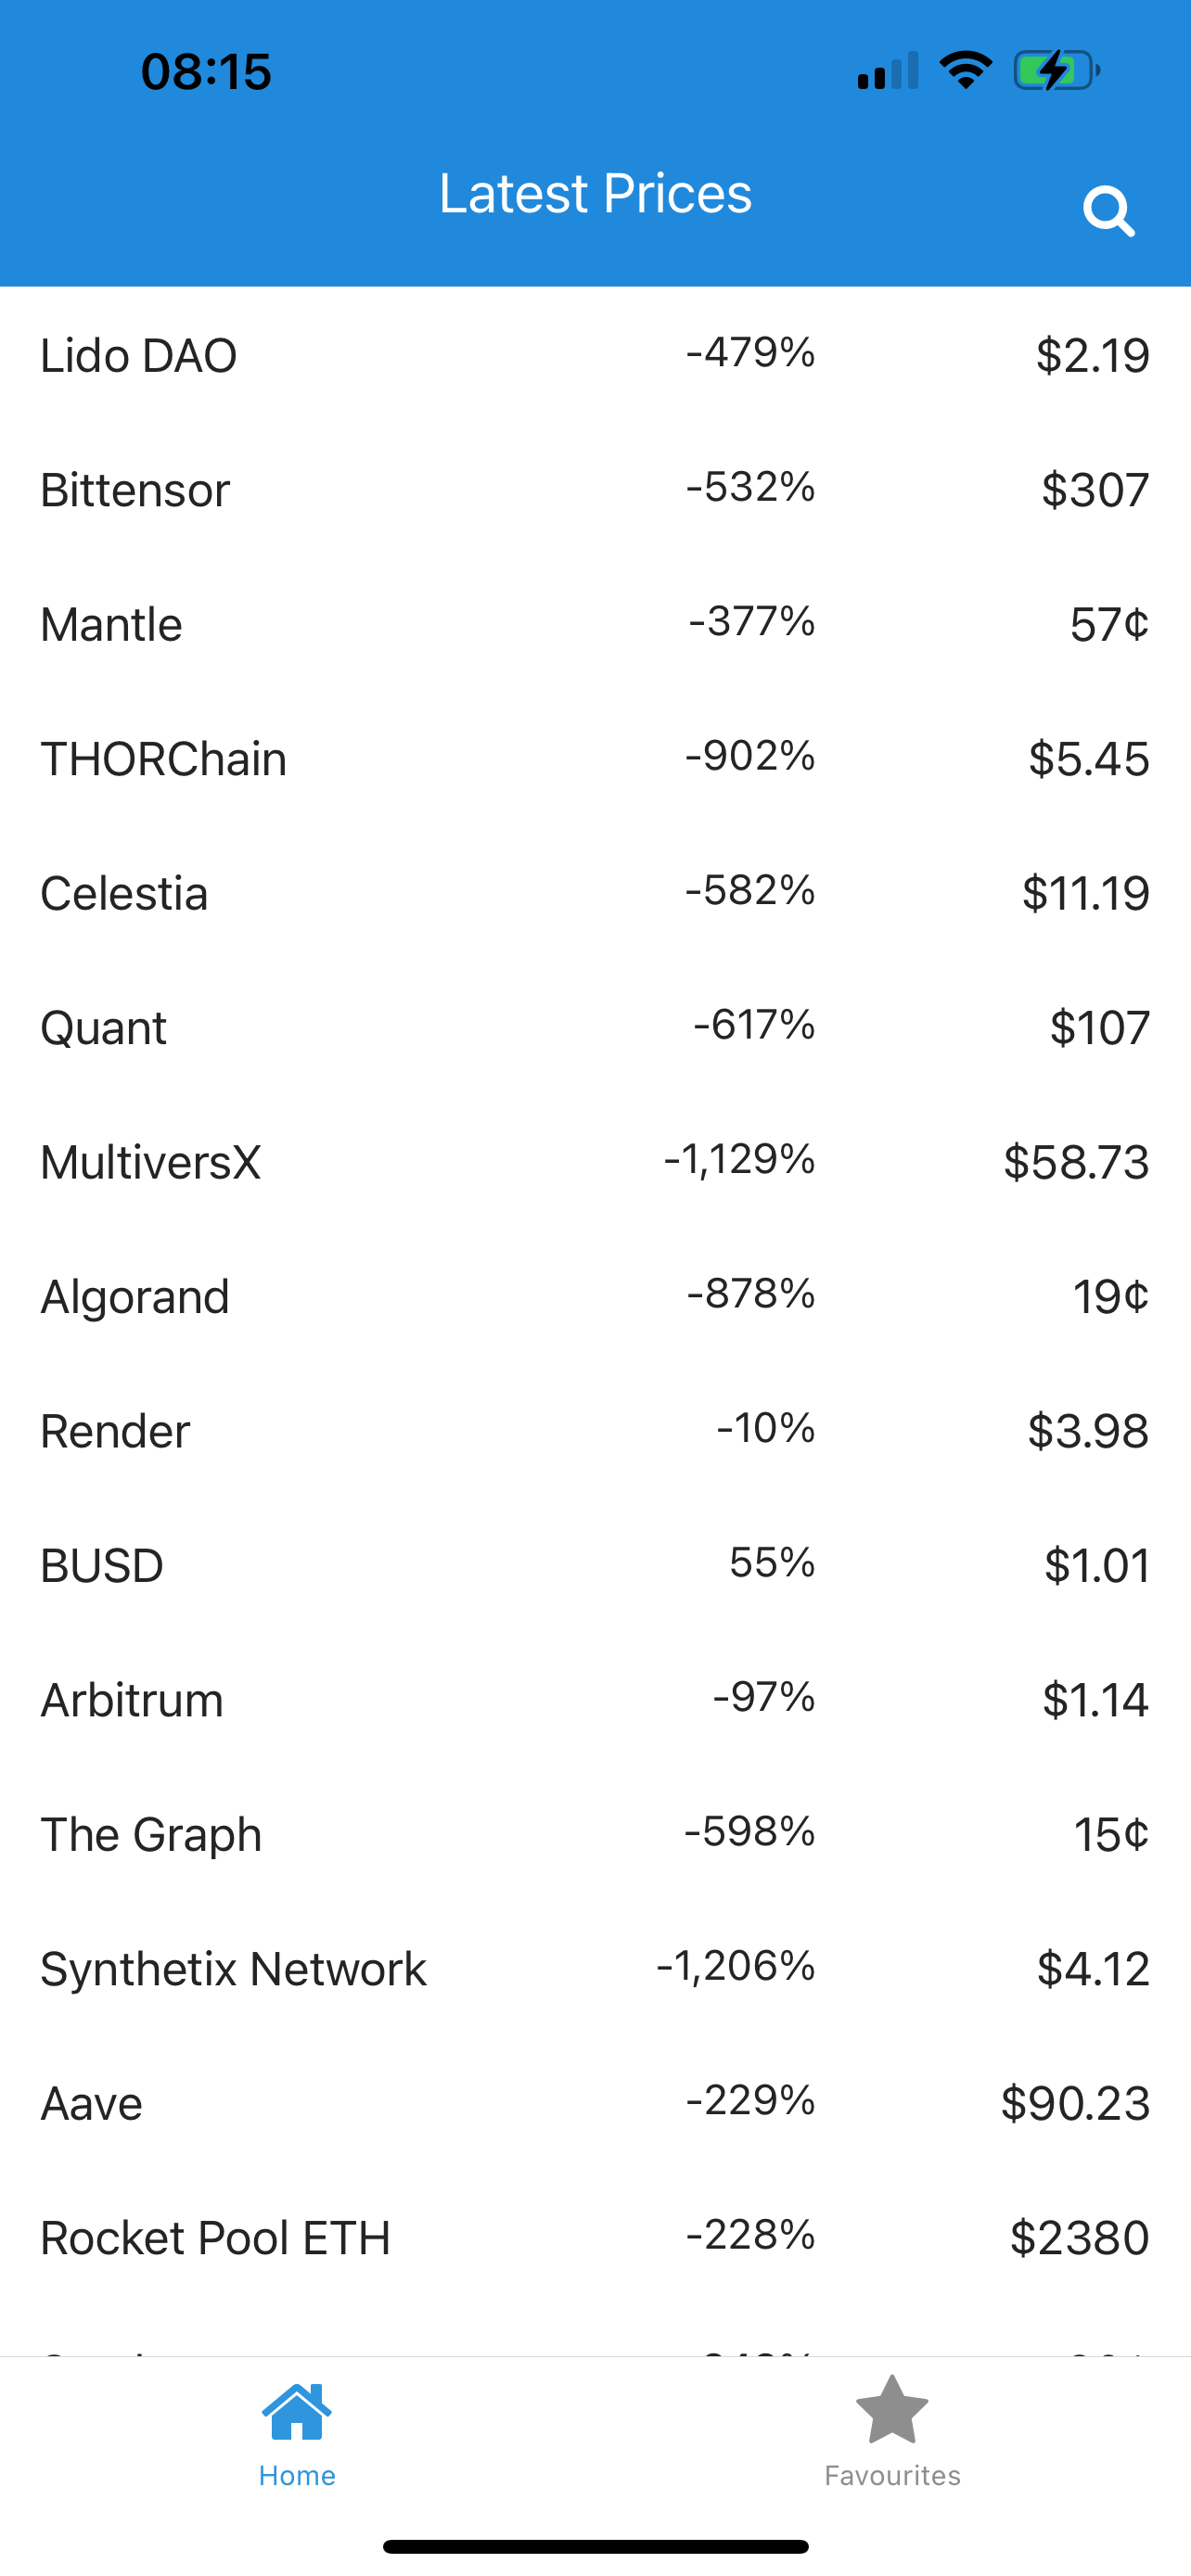 08:15
Latest Prices
Lido DAO -479% $2.19
Bittensor -532% $307
Mantle -377% 57¢
THORChain -902% $5.45
Celestia -582% $11.19
Quant -617% $107
MultiversX -1,129% $58.73
Algorand -878% 19¢
Render -10% $3.98
BUSD 55% $1.01
Arbitrum -97% $1.14
The Graph -598% 15¢
Synthetix Network -1,206% $4.12
Aave -229% $90.23
Rocket Pool ETH -228% $2380
Home Favourites